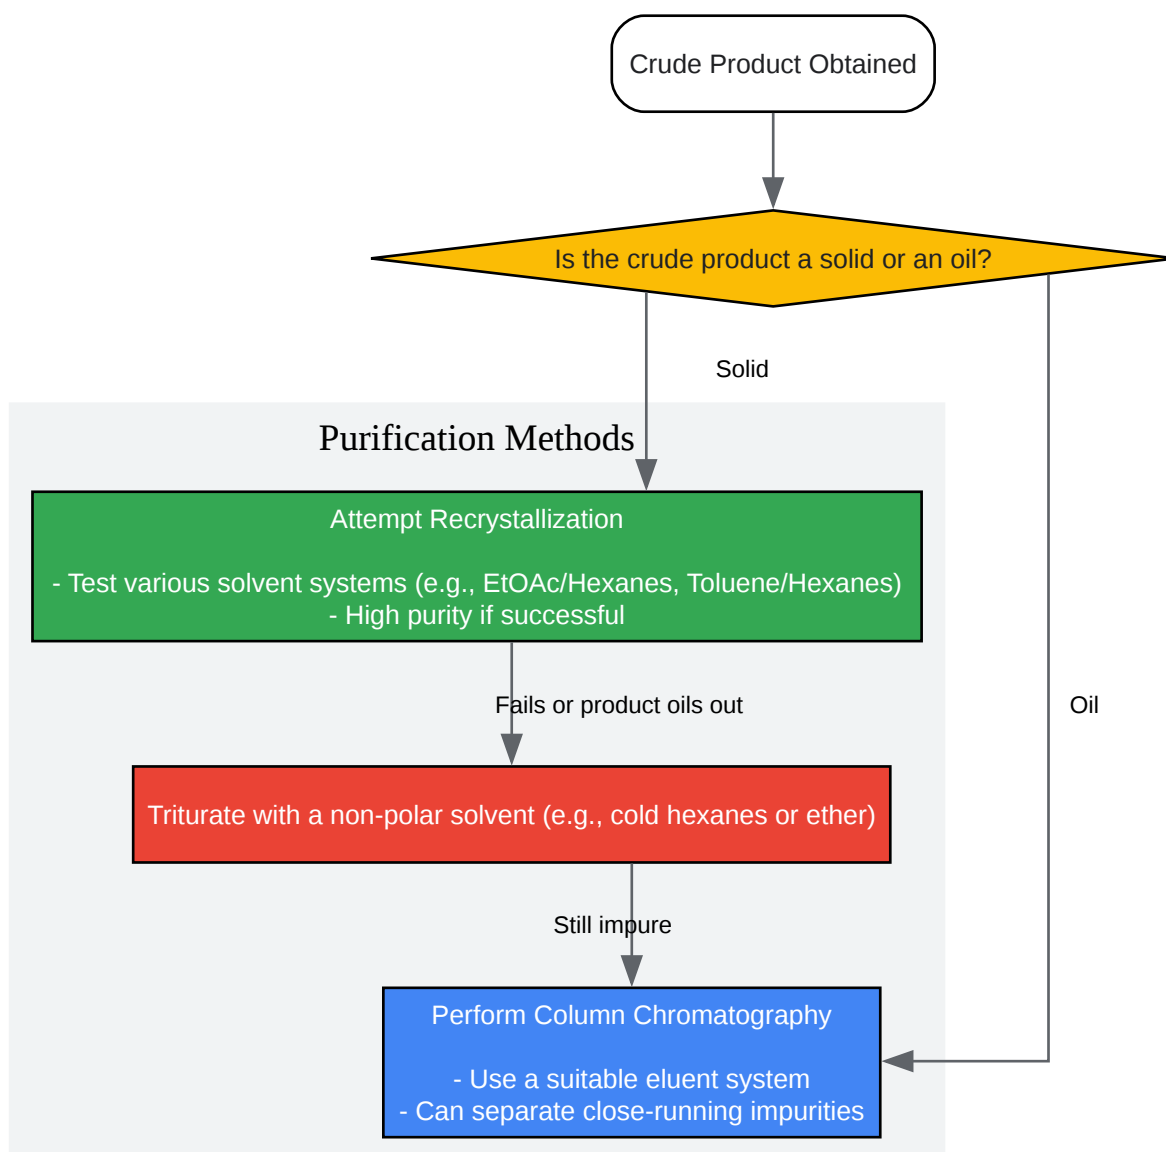 Crude Product Obtained
Is the crude product a solid or an oil?
Solid
Purification Methods
Attempt Recrystallization
- Test various solvent systems (e.g., EtOAc/Hexanes, Toluene/Hexanes)
- High purity if successful
Fails or product oils out
Oil
Triturate with a non-polar solvent (e.g., cold hexanes or ether)
Still impure
Perform Column Chromatography
- Use a suitable eluent system
- Can separate close-running impurities